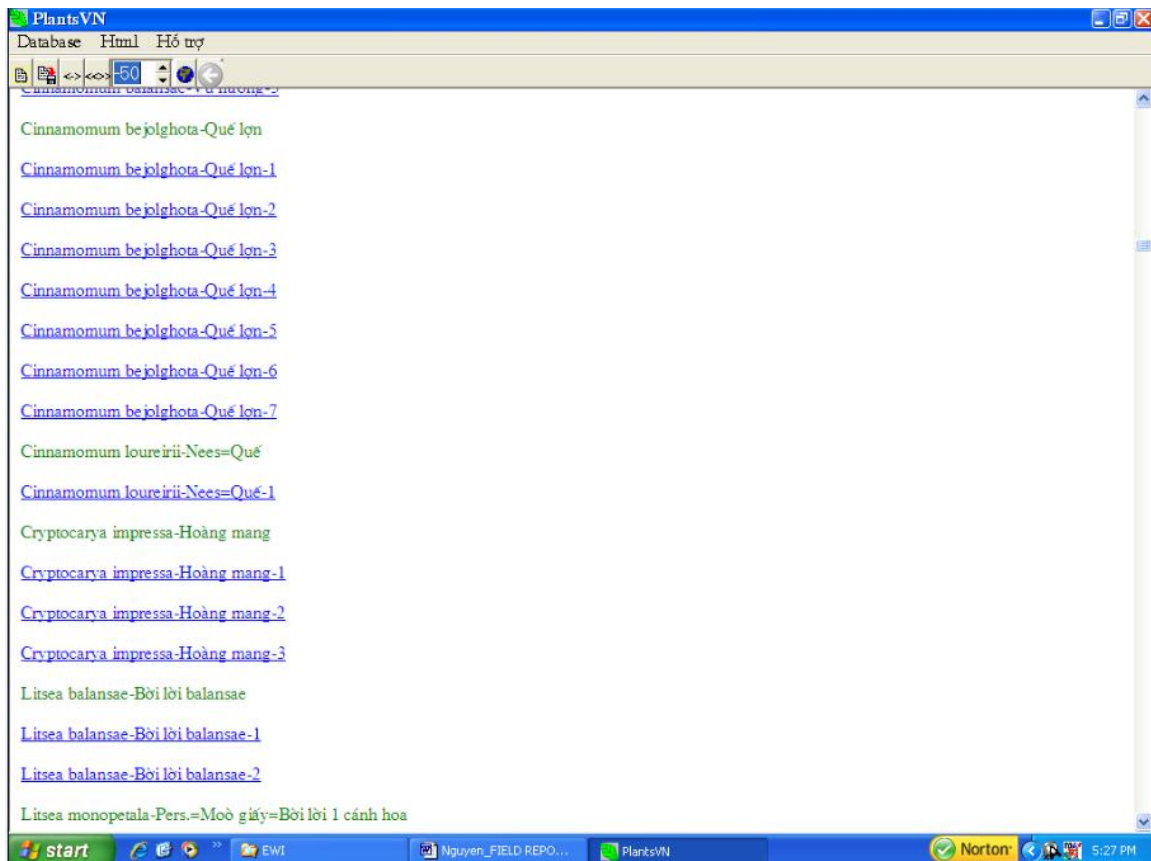 PlantsVN
Database Html Hỗ trợ
-50
Cinnamomum balansae-Vù hương-3
Cinnamomum bejolghota-Quế lợn
Cinnamomum bejolghota-Quế lợn-1
Cinnamomum bejolghota-Quế lợn-2
Cinnamomum bejolghota-Quế lợn-3
Cinnamomum bejolghota-Quế lợn-4
Cinnamomum bejolghota-Quế lợn-5
Cinnamomum bejolghota-Quế lợn-6
Cinnamomum bejolghota-Quế lợn-7
Cinnamomum loureirii-Nees=Quế
Cinnamomum loureirii-Nees=Quế-1
Cryptocarya impressa-Hoàng mang
Cryptocarya impressa-Hoàng mang-1
Cryptocarya impressa-Hoàng mang-2
Cryptocarya impressa-Hoàng mang-3
Litsea balansae-Bời lời balansae
Litsea balansae-Bời lời balansae-1
Litsea balansae-Bời lời balansae-2
Litsea monopetala-Pers.=Moò giấy=Bời lời 1 cánh hoa
start EWI Nguyen_FIELD REPO... PlantsVN Norton 5:27 PM